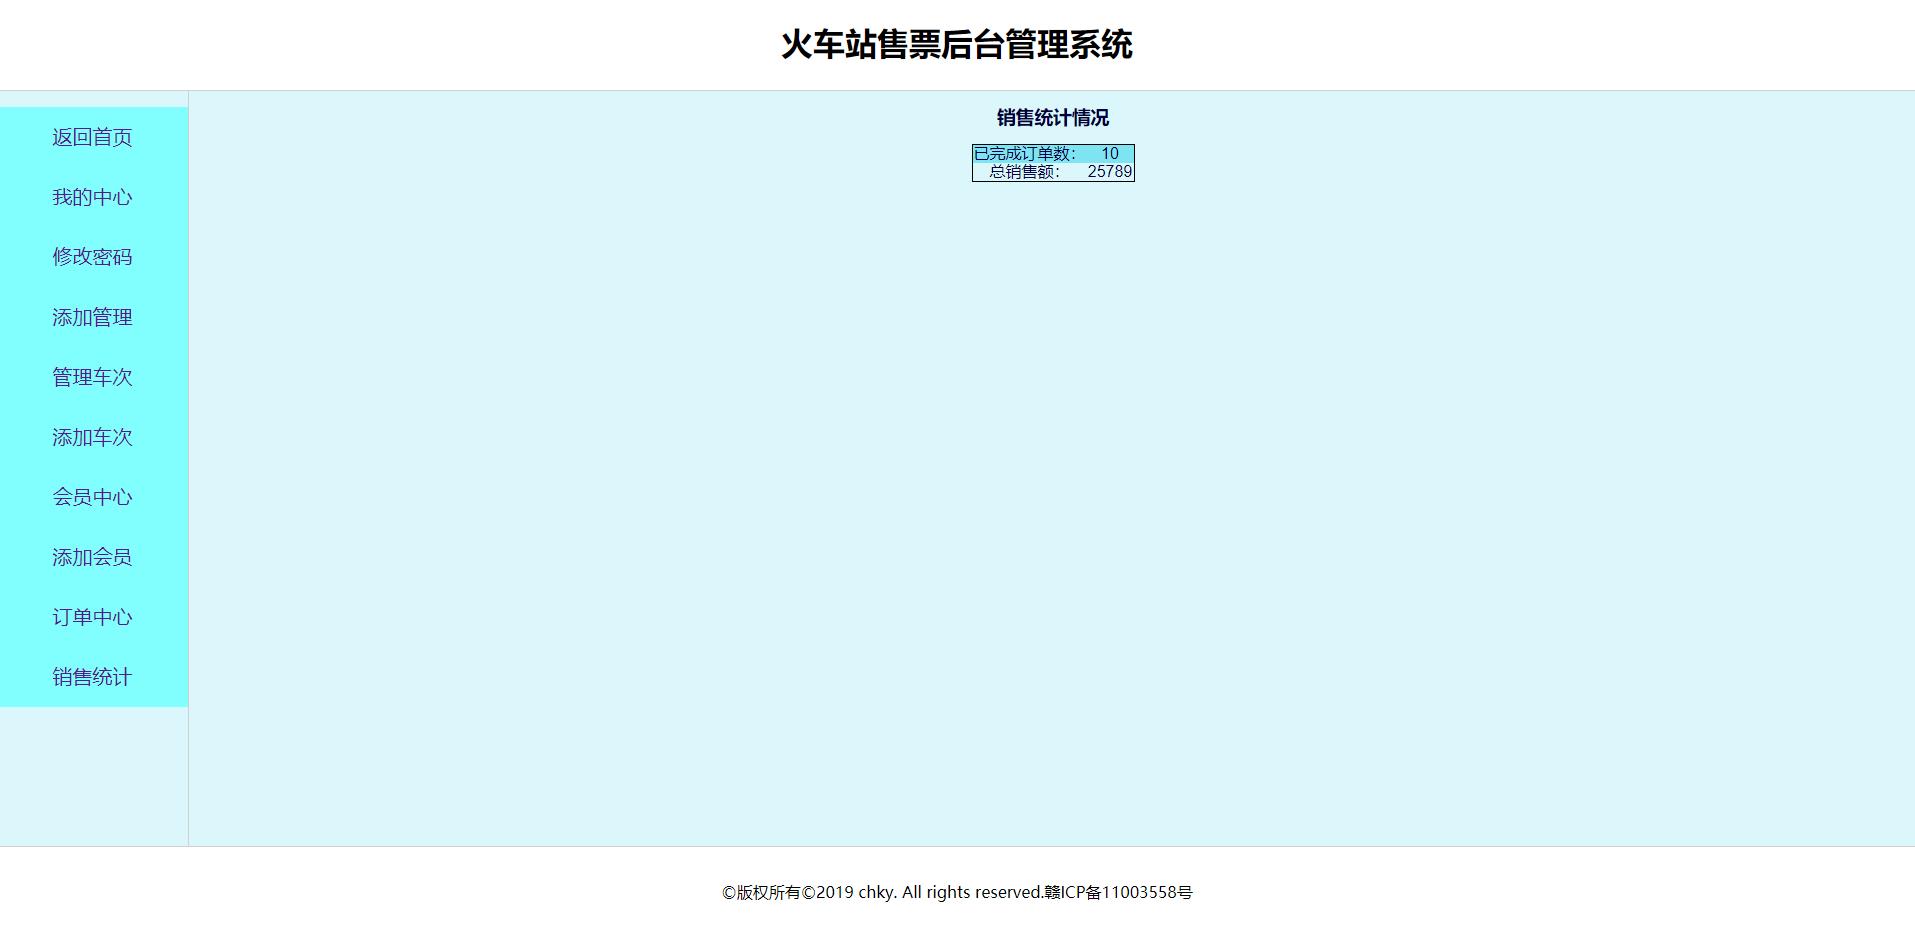 火车站售票后台管理系统
返回首页
我的中心
修改密码
添加管理
管理车次
添加车次
会员中心
添加会员
订单中心
销售统计
销售统计情况
已完成订单数: 10
总销售额: 25789
©版权所有©2019 chky. All rights reserved.赣ICP备11003558号